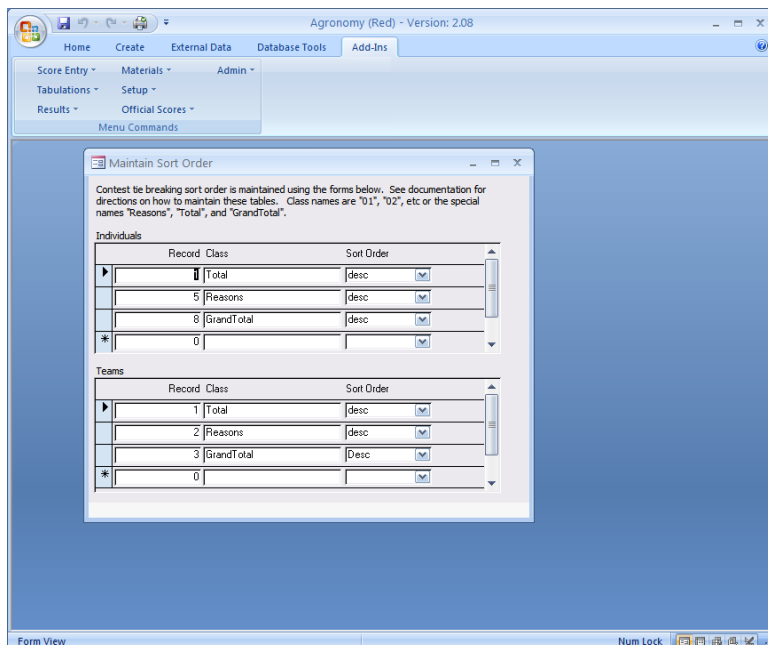 Agronomy (Red) - Version: 2.08
Home Create External Data Database Tools Add-Ins
Score Entry Materials Admin
Tabulations Setup
Results Official Scores
Menu Commands
Maintain Sort Order
Contest tie breaking sort order is maintained using the forms below. See documentation for
directions on how to maintain these tables. Class names are "01", "02", etc or the special
names "Reasons", "Total", and "GrandTotal".
Individuals
Record Class Sort Order
1 Total desc
5 Reasons desc
8 GrandTotal desc
* 0
Teams
Record Class Sort Order
1 Total desc
2 Reasons desc
3 GrandTotal Desc
* 0
Form View Num Lock